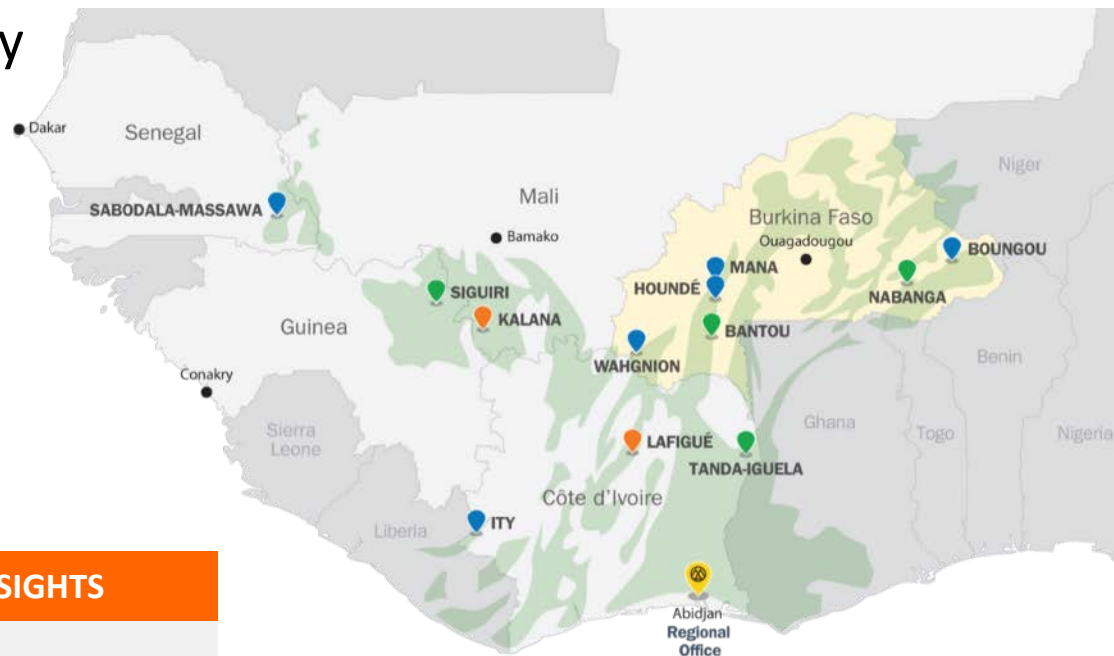 y
Dakar
Senegal
Niger
SABODALA-MASSAWA
Mali
Burkina Faso
Bamako
Ouagadougou
BOUNGOU
MANA
HOUNDÉ
NABANGA
SIGUIRI
KALANA
Guinea
BANTOU
WAHGNION
Benin
Conakry
Sierra
Leone
Ghana
Togo
Nigeria
LAFIGUÉ
TANDA-IGUELA
Côte d'Ivoire
ITY
Liberia
SIGHTS
Abidjan
Regional
Office